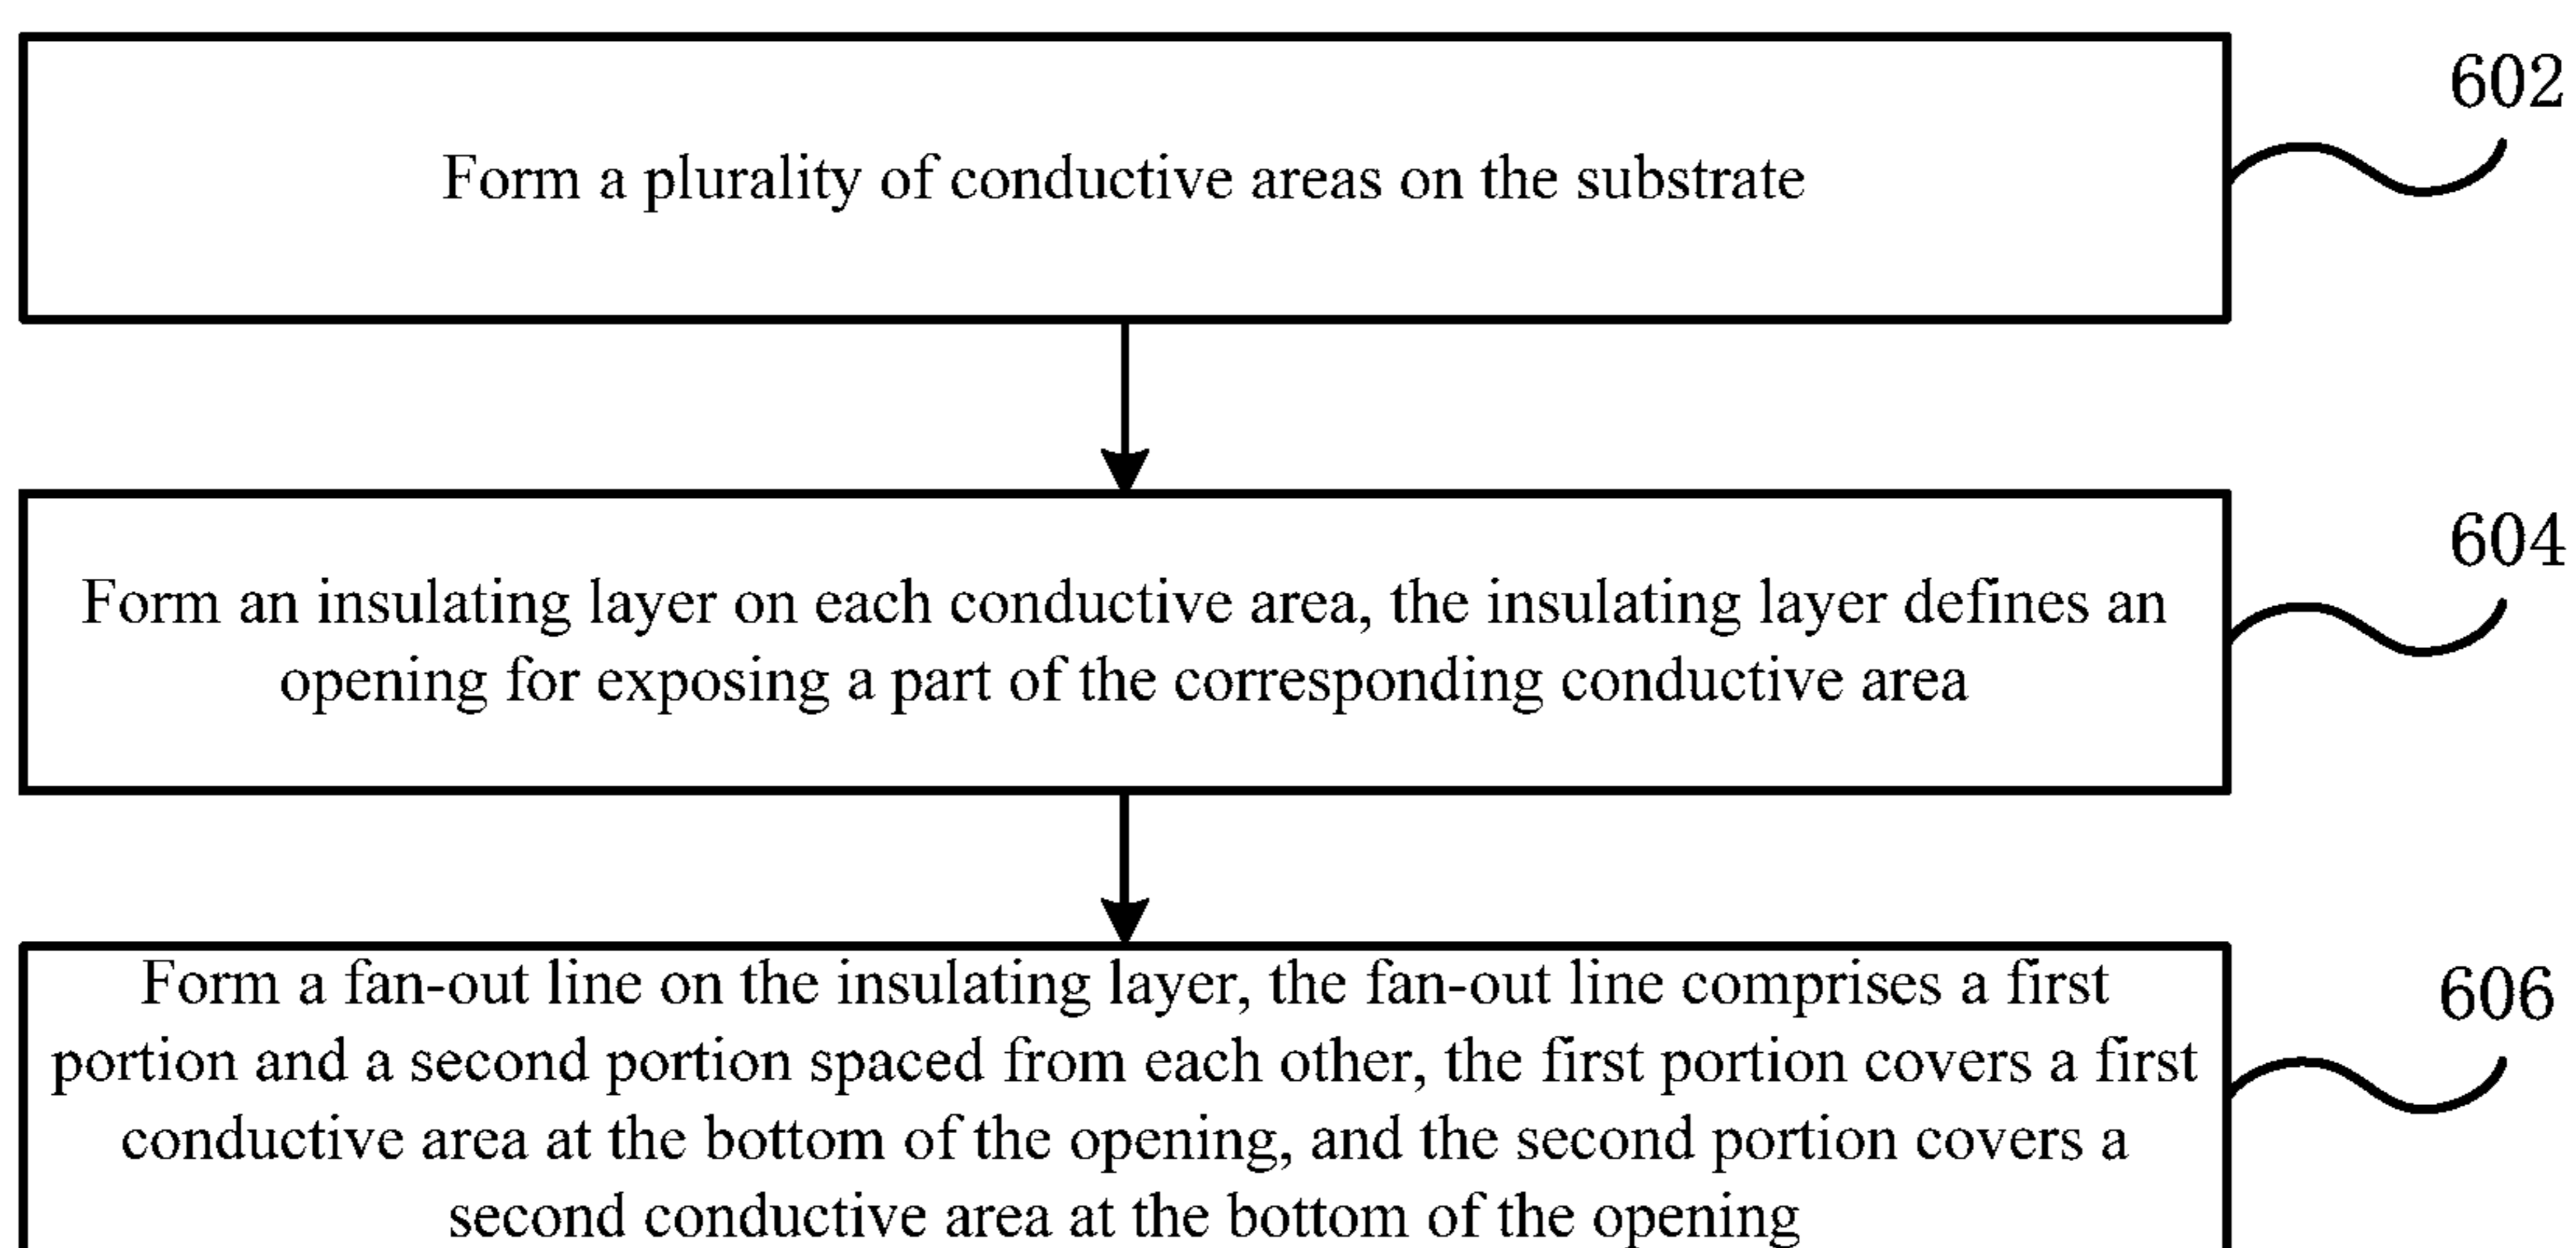 602
Form a plurality of conductive areas on the substrate
604
Form an insulating layer on each conductive area, the insulating layer defines an
opening for exposing a part of the corresponding conductive area
606
Form a fan-out line on the insulating layer, the fan-out line comprises a first
portion and a second portion spaced from each other, the first portion covers a first
conductive area at the bottom of the opening, and the second portion covers a
second conductive area at the bottom of the opening